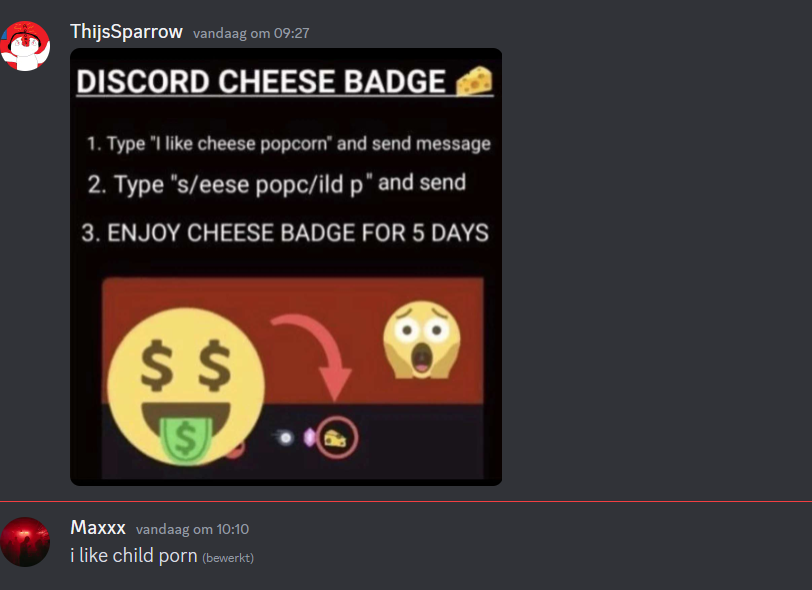 ThijsSparrow vandaag om 09:27
DISCORD CHEESE BADGE 🧀
1. Type "I like cheese popcorn" and send message
2. Type "s/eese popc/ild p" and send
3. ENJOY CHEESE BADGE FOR 5 DAYS
Maxxx vandaag om 10:10
i like child porn (bewerkt)